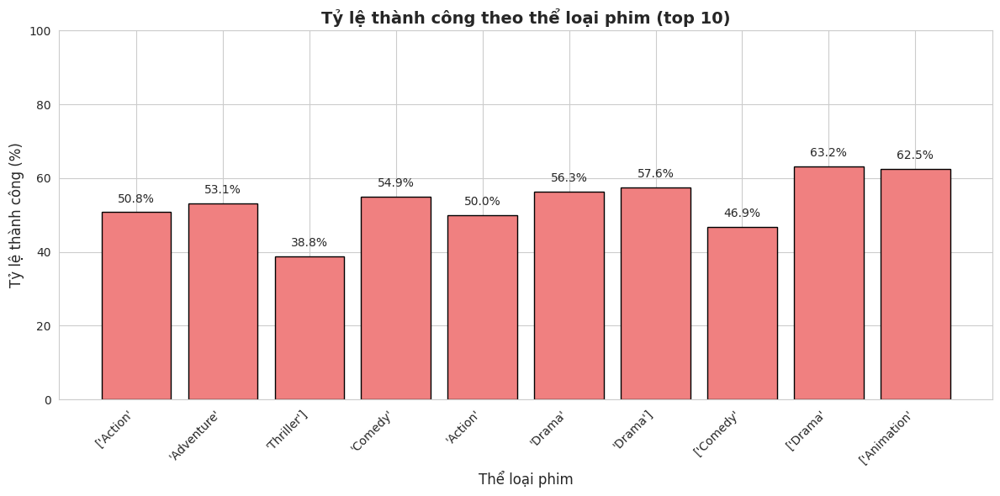 Tỷ lệ thành công theo thể loại phim (top 10)
Tỷ lệ thành công (%)
100
80
60
40
20
0
50.8%
53.1%
38.8%
54.9%
50.0%
56.3%
57.6%
46.9%
63.2%
62.5%
['Action'
'Adventure'
'Thriller']
'Comedy'
'Action'
'Drama'
'Drama']
['Comedy'
['Drama'
['Animation'
Thể loại phim